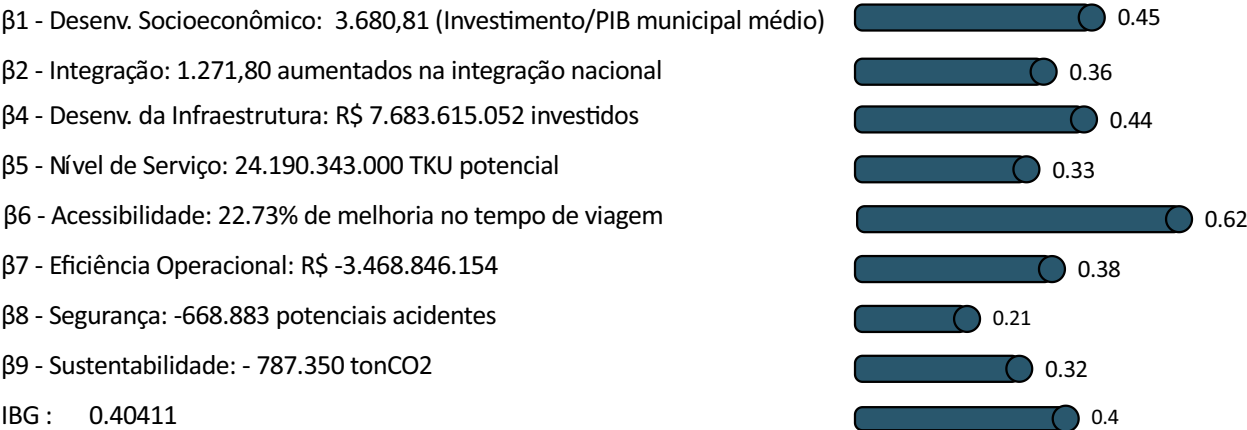 β1 - Desenv. Socioeconômico: 3.680,81 (Investimento/PIB municipal médio) 0.45
β2 - Integração: 1.271,80 aumentados na integração nacional 0.36
β4 - Desenv. da Infraestrutura: R$ 7.683.615.052 investidos 0.44
β5 - Nível de Serviço: 24.190.343.000 TKU potencial 0.33
β6 - Acessibilidade: 22.73% de melhoria no tempo de viagem 0.62
β7 - Eficiência Operacional: R$ -3.468.846.154 0.38
β8 - Segurança: -668.883 potenciais acidentes 0.21
β9 - Sustentabilidade: - 787.350 tonCO2 0.32
IBG : 0.40411 0.4